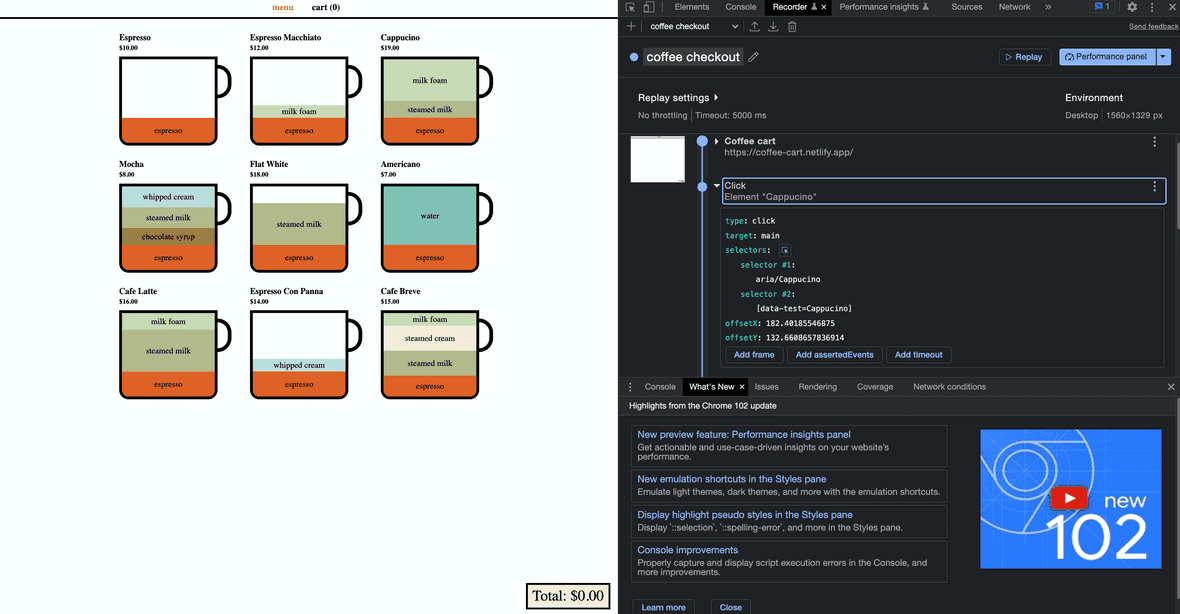 menu cart (0)
Espresso
$10.00
espresso
Espresso Macchiato
$12.00
milk foam
espresso
Cappucino
$19.00
milk foam
steamed milk
espresso
Mocha
$8.00
whipped cream
steamed milk
chocolate syrup
espresso
Flat White
$18.00
steamed milk
espresso
Americano
$7.00
water
espresso
Cafe Latte
$16.00
milk foam
steamed milk
espresso
Espresso Con Panna
$14.00
whipped cream
espresso
Cafe Breve
$15.00
milk foam
steamed cream
steamed milk
espresso
Total: $0.00
Elements Console Recorder Performance insights Sources Network 1
coffee checkout
Send feedback
coffee checkout
Replay Performance panel
Replay settings
No throttling Timeout: 5000 ms
Environment
Desktop 1560×1329 px
Coffee cart
https://coffee-cart.netlify.app/
Click
Element "Cappucino"
type: click
target: main
selectors:
selector #1:
aria/Cappucino
selector #2:
[data-test=Cappucino]
offsetX: 182.40185546875
offsetY: 132.6608657836914
Add frame Add assertedEvents Add timeout
Console What's New Issues Rendering Coverage Network conditions
Highlights from the Chrome 102 update
New preview feature: Performance insights panel
Get actionable and use-case-driven insights on your website's
performance.
New emulation shortcuts in the Styles pane
Emulate light themes, dark themes, and more with the emulation shortcuts.
Display highlight pseudo styles in the Styles pane
Display `::selection`, `::spelling-error`, and more in the Styles pane.
Console improvements
Properly capture and display script execution errors in the Console, and
more improvements.
new
102
Learn more Close